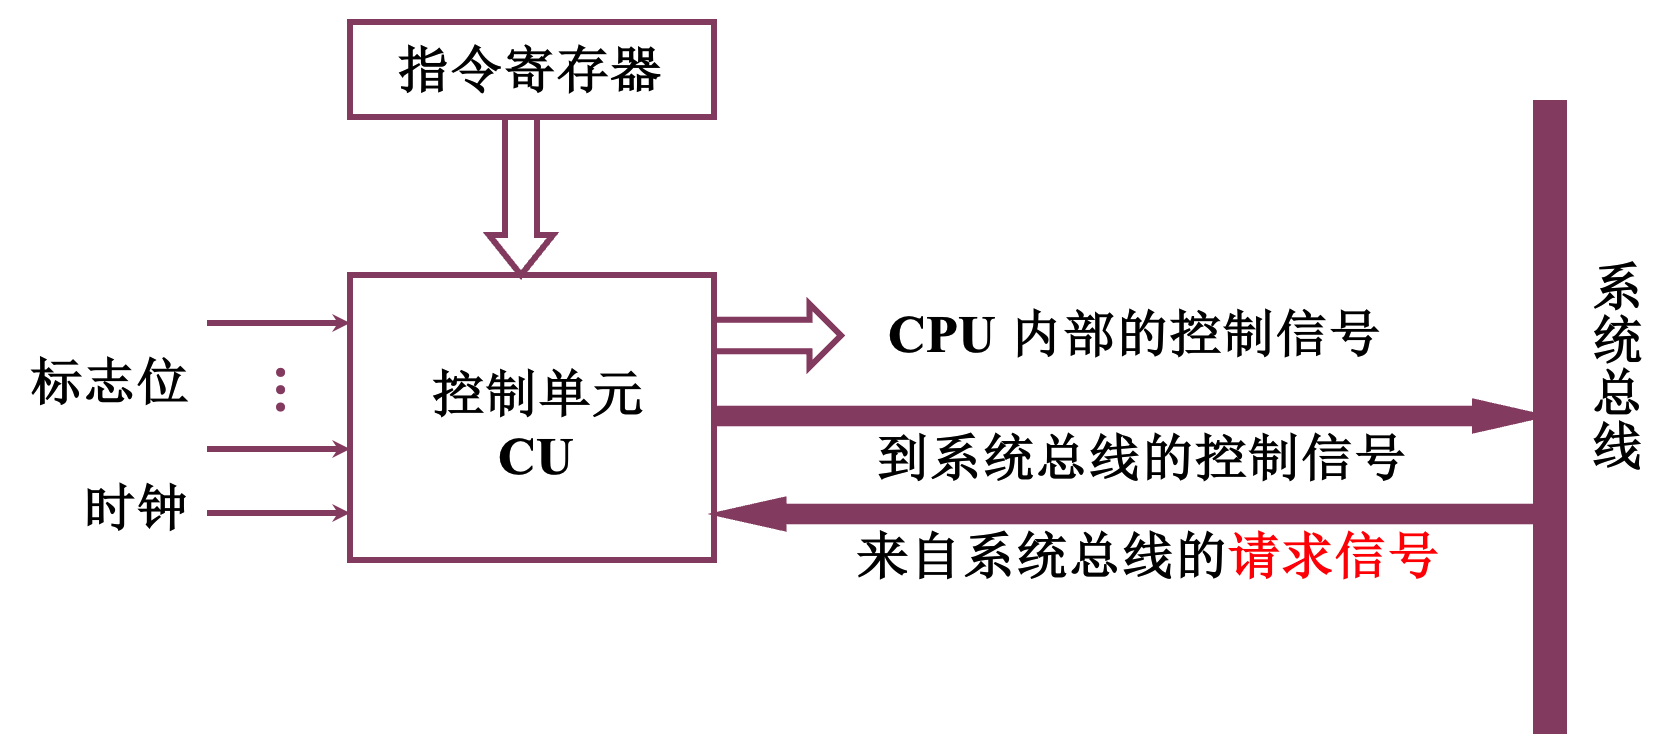 指令寄存器
CPU 内部的控制信号
标志位
控制单元
CU
到系统总线的控制信号
时钟
来自系统总线的请求信号
系统总线